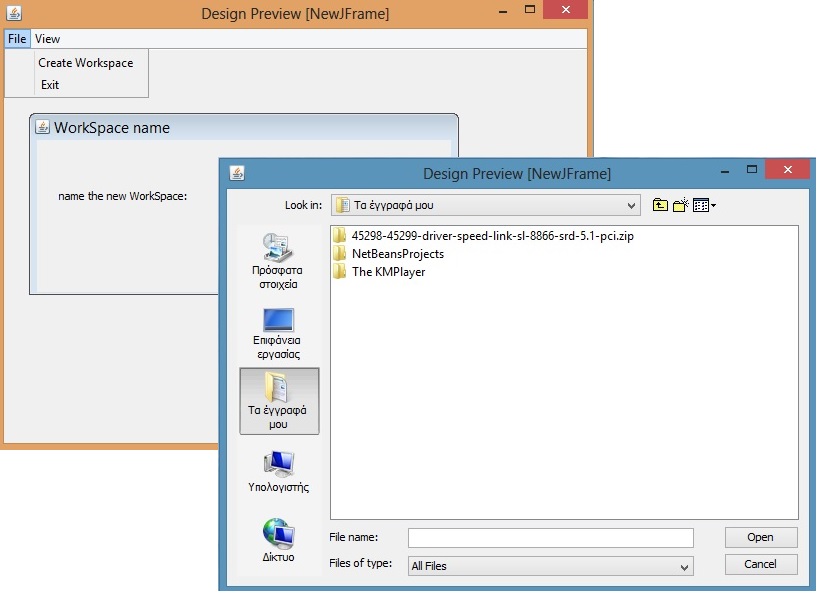 Design Preview [NewJFrame]
File View
Create Workspace
Exit
WorkSpace name
name the new WorkSpace:
Design Preview [NewJFrame]
Look in: Τα έγγραφά μου
45298-45299-driver-speed-link-sl-8866-srd-5.1-pci.zip
NetBeansProjects
The KMPlayer
Πρόσφατα
στοιχεία
Επιφάνεια
εργασίας
Τα έγγραφά
μου
Υπολογιστής
Δίκτυο
File name: Open
Files of type: All Files Cancel